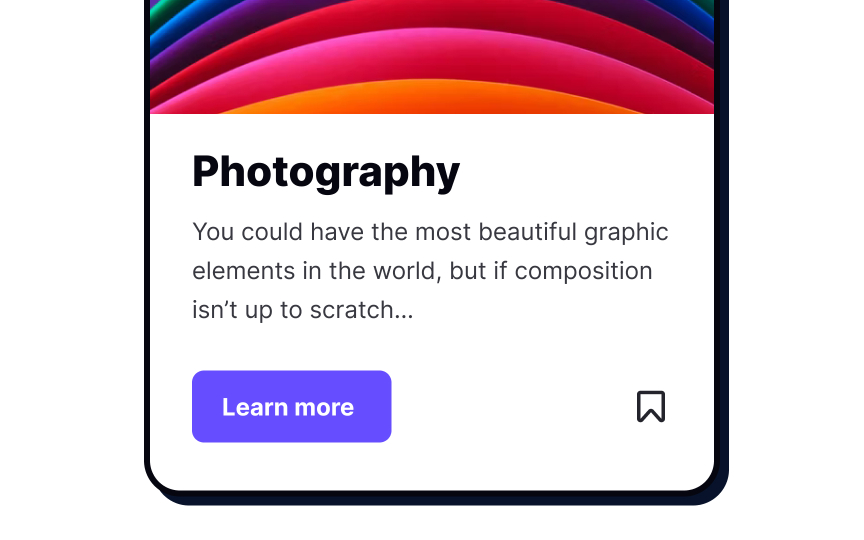 Photography
You could have the most beautiful graphic
elements in the world, but if composition
isn’t up to scratch...
Learn more